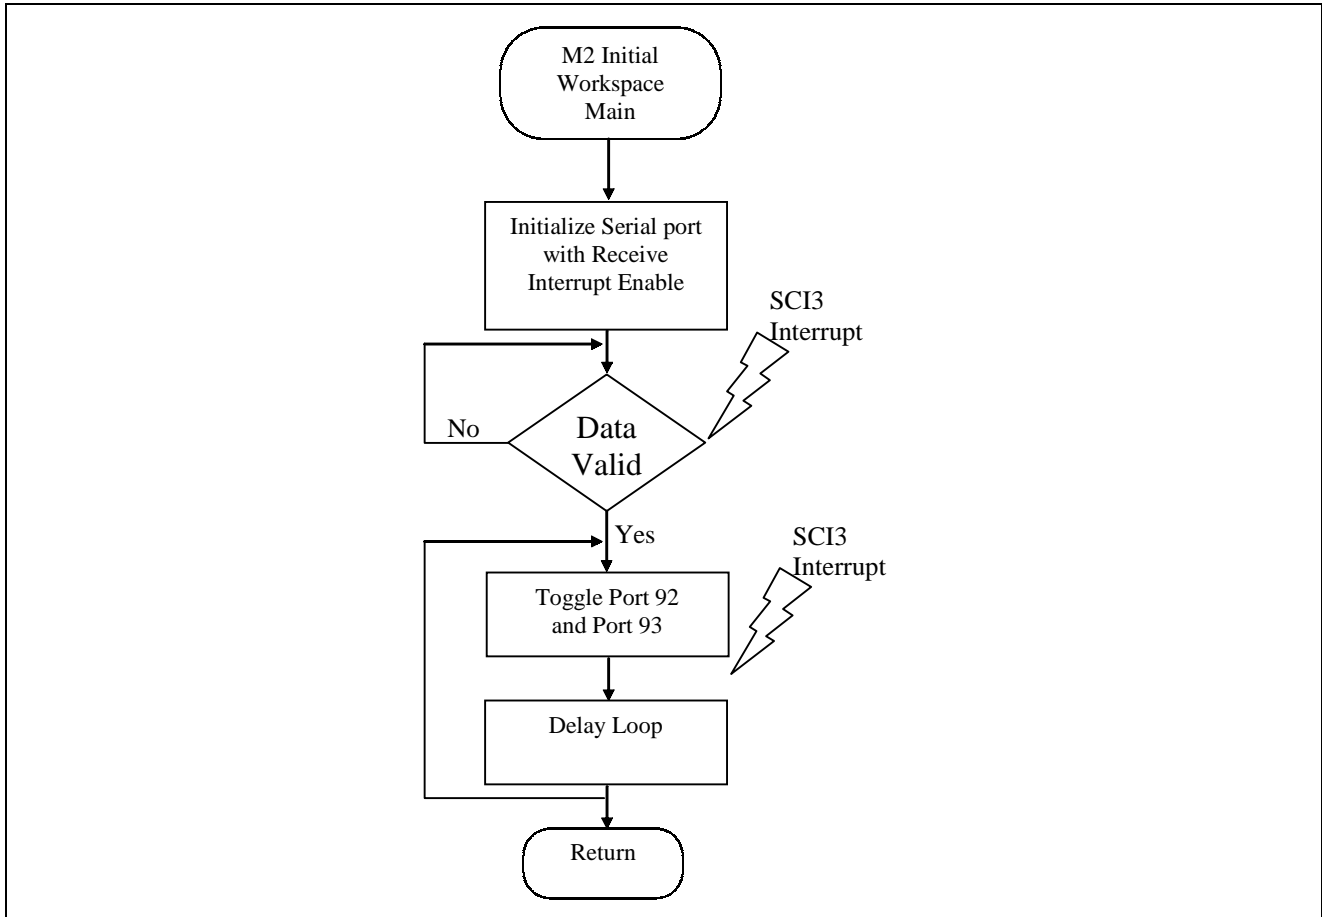 M2 Initial
Workspace
Main
Initialize Serial port
with Receive
Interrupt Enable
SCI3
Interrupt
No
Data
Valid
Yes
SCI3
Interrupt
Toggle Port 92
and Port 93
Delay Loop
Return